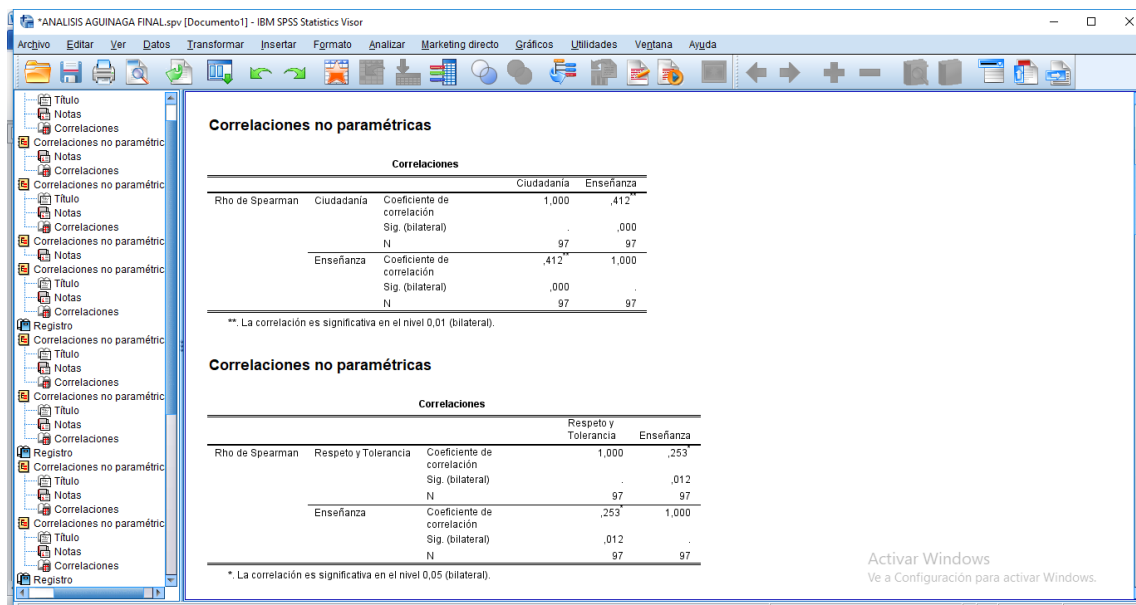 *ANALISIS AGUINAGA FINAL.spv [Documento1] - IBM SPSS Statistics Visor
Archivo Editar Ver Datos Transformar Insertar Formato Analizar Marketing directo Gráficos Utilidades Ventana Ayuda
Título
Notas
Correlaciones
Correlaciones no paramétric
Notas
Correlaciones
Correlaciones no paramétric
Título
Notas
Correlaciones
Correlaciones no paramétric
Notas
Correlaciones no paramétric
Título
Notas
Correlaciones
Registro
Correlaciones no paramétric
Título
Notas
Correlaciones
Correlaciones no paramétric
Título
Notas
Correlaciones
Registro
Correlaciones no paramétric
Título
Notas
Correlaciones
Correlaciones no paramétric
Título
Notas
Correlaciones
Registro
Correlaciones no paramétricas
Correlaciones
Ciudadanía Enseñanza
Rho de Spearman Ciudadanía Coeficiente de correlación 1,000 ,412**
Sig. (bilateral) . ,000
N 97 97
Enseñanza Coeficiente de correlación ,412** 1,000
Sig. (bilateral) ,000 .
N 97 97
**. La correlación es significativa en el nivel 0,01 (bilateral).
Correlaciones no paramétricas
Correlaciones
Respeto y Tolerancia Enseñanza
Rho de Spearman Respeto y Tolerancia Coeficiente de correlación 1,000 ,253*
Sig. (bilateral) . ,012
N 97 97
Enseñanza Coeficiente de correlación ,253* 1,000
Sig. (bilateral) ,012 .
N 97 97
*. La correlación es significativa en el nivel 0,05 (bilateral).
Activar Windows
Ve a Configuración para activar Windows.